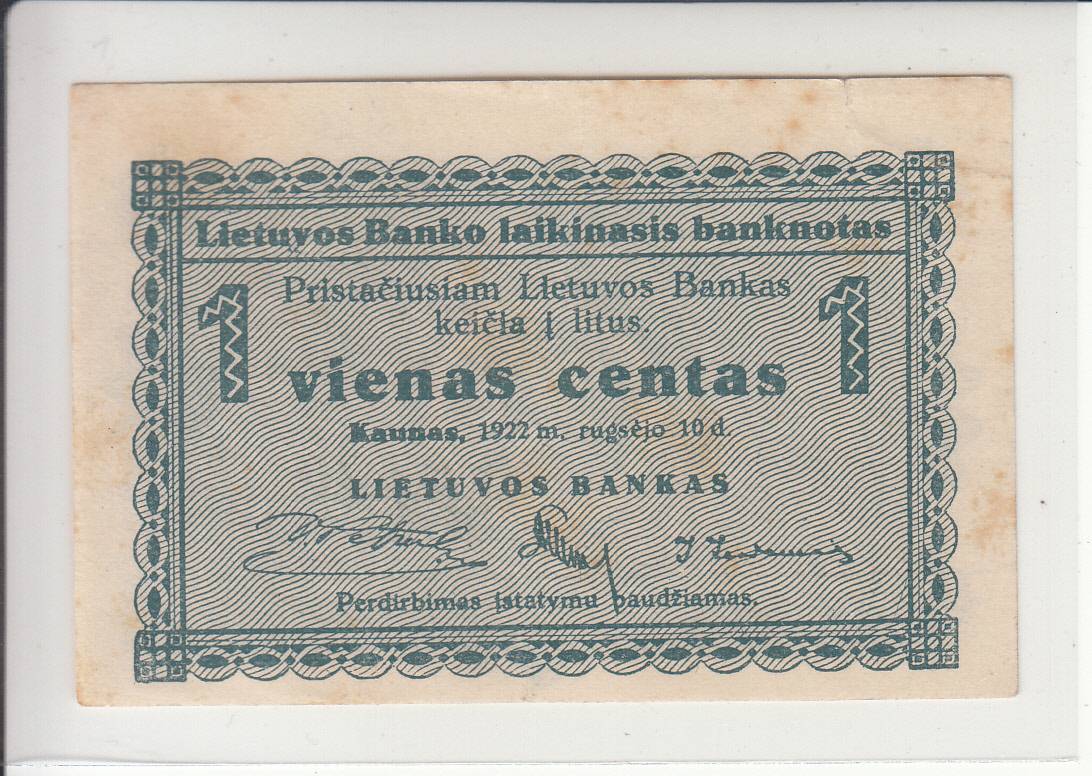 Lietuvos Banko laikinasis banknotas
1 1
Pristačiusiam Lietuvos Bankas
keičia į litus.
vienas centas
Kaunas, 1922 m. rugsėjo 10 d.
LIETUVOS BANKAS
Perdirbimas įstatymu baudžiamas.